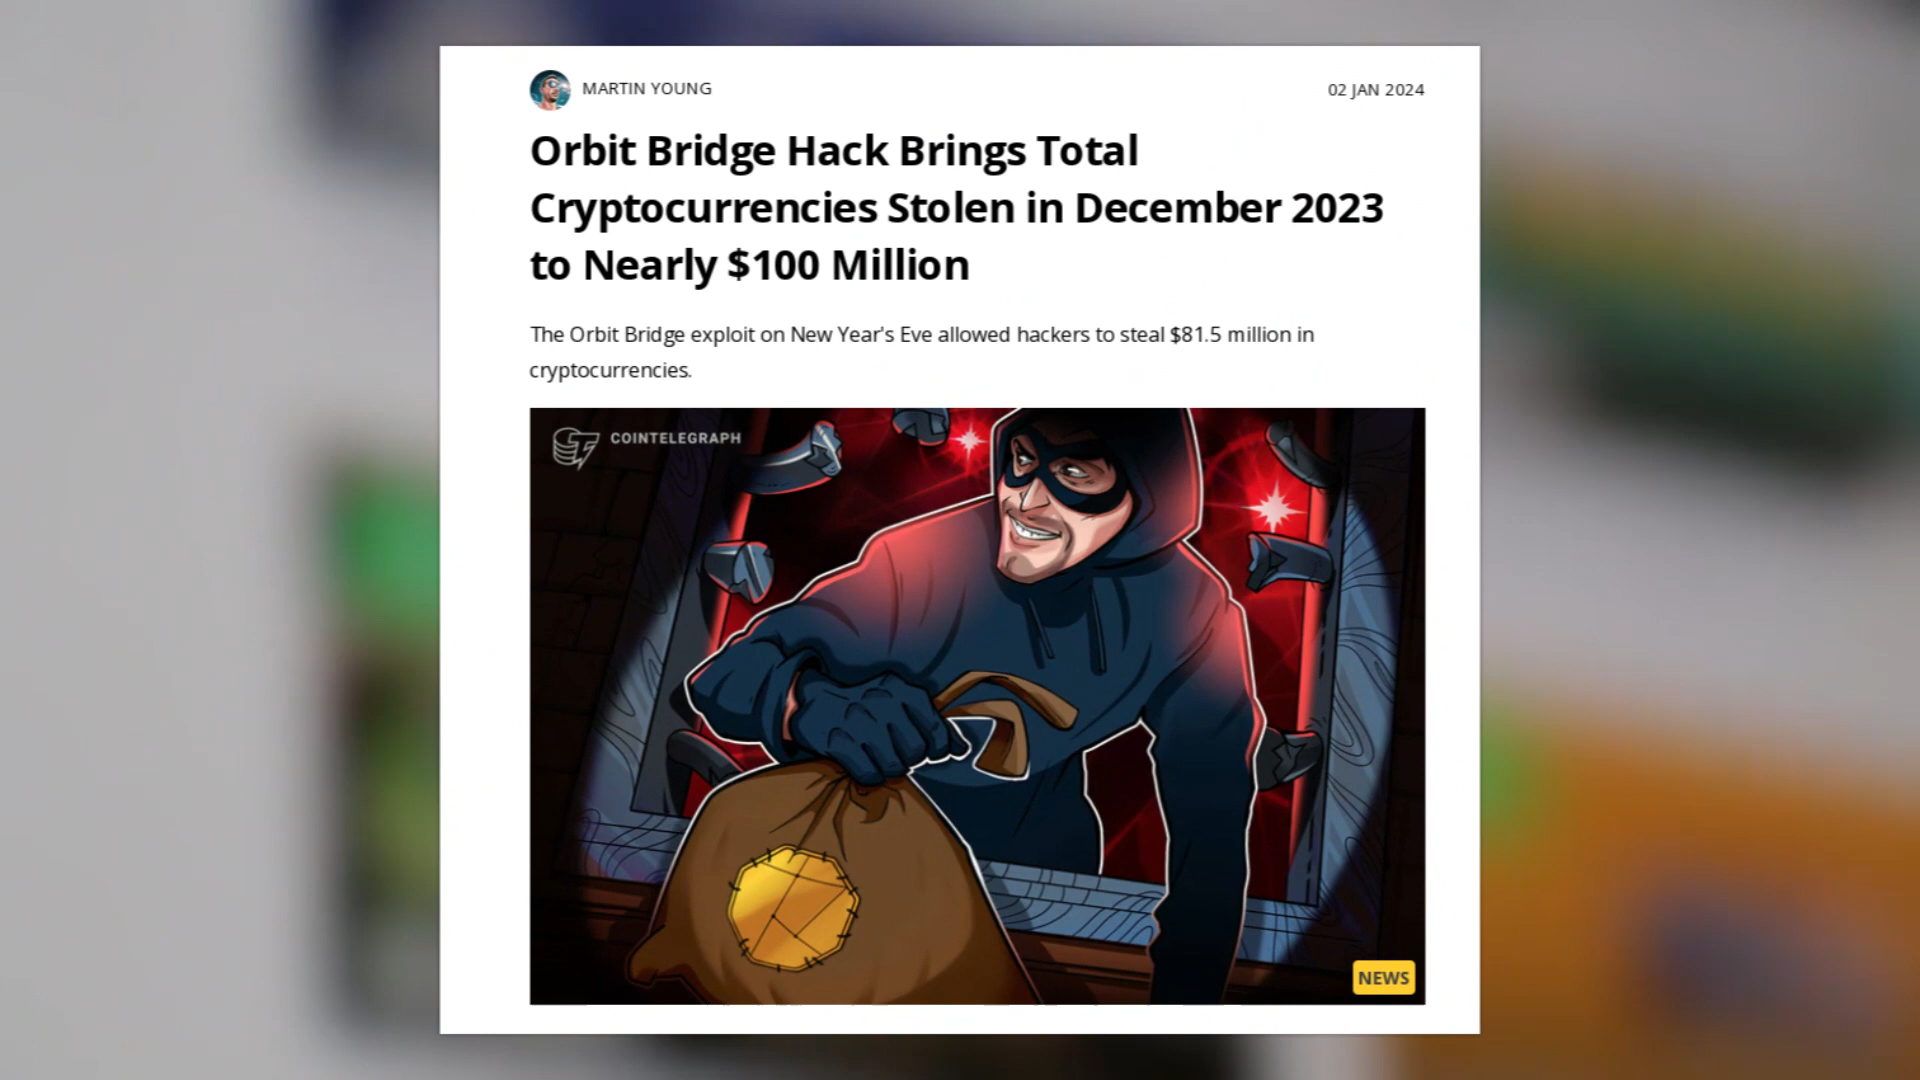 MARTIN YOUNG
02 JAN 2024
Orbit Bridge Hack Brings Total
Cryptocurrencies Stolen in December 2023
to Nearly $100 Million
The Orbit Bridge exploit on New Year's Eve allowed hackers to steal $81.5 million in
cryptocurrencies.
COINTELEGRAPH
NEWS